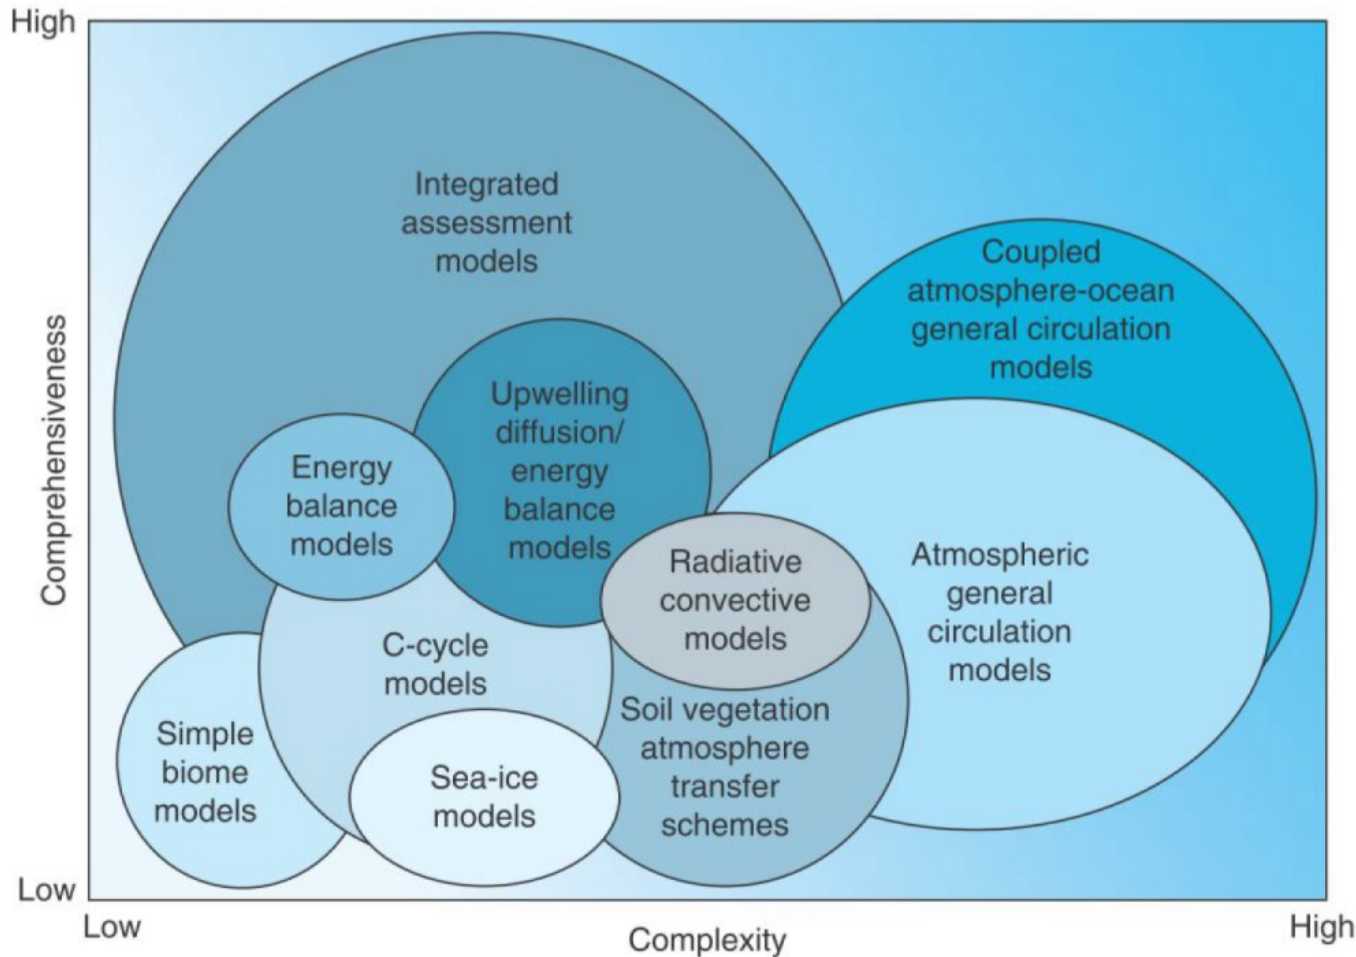 High
Integrated
assessment
models
Coupled
atmosphere-ocean
general circulation
models
Comprehensiveness
Upwelling
diffusion/
energy
balance
models
Energy
balance
models
Radiative
convective
models
Atmospheric
general
circulation
models
C-cycle
models
Soil vegetation
atmosphere
transfer
schemes
Simple
biome
models
Sea-ice
models
Low
Low
Complexity
High